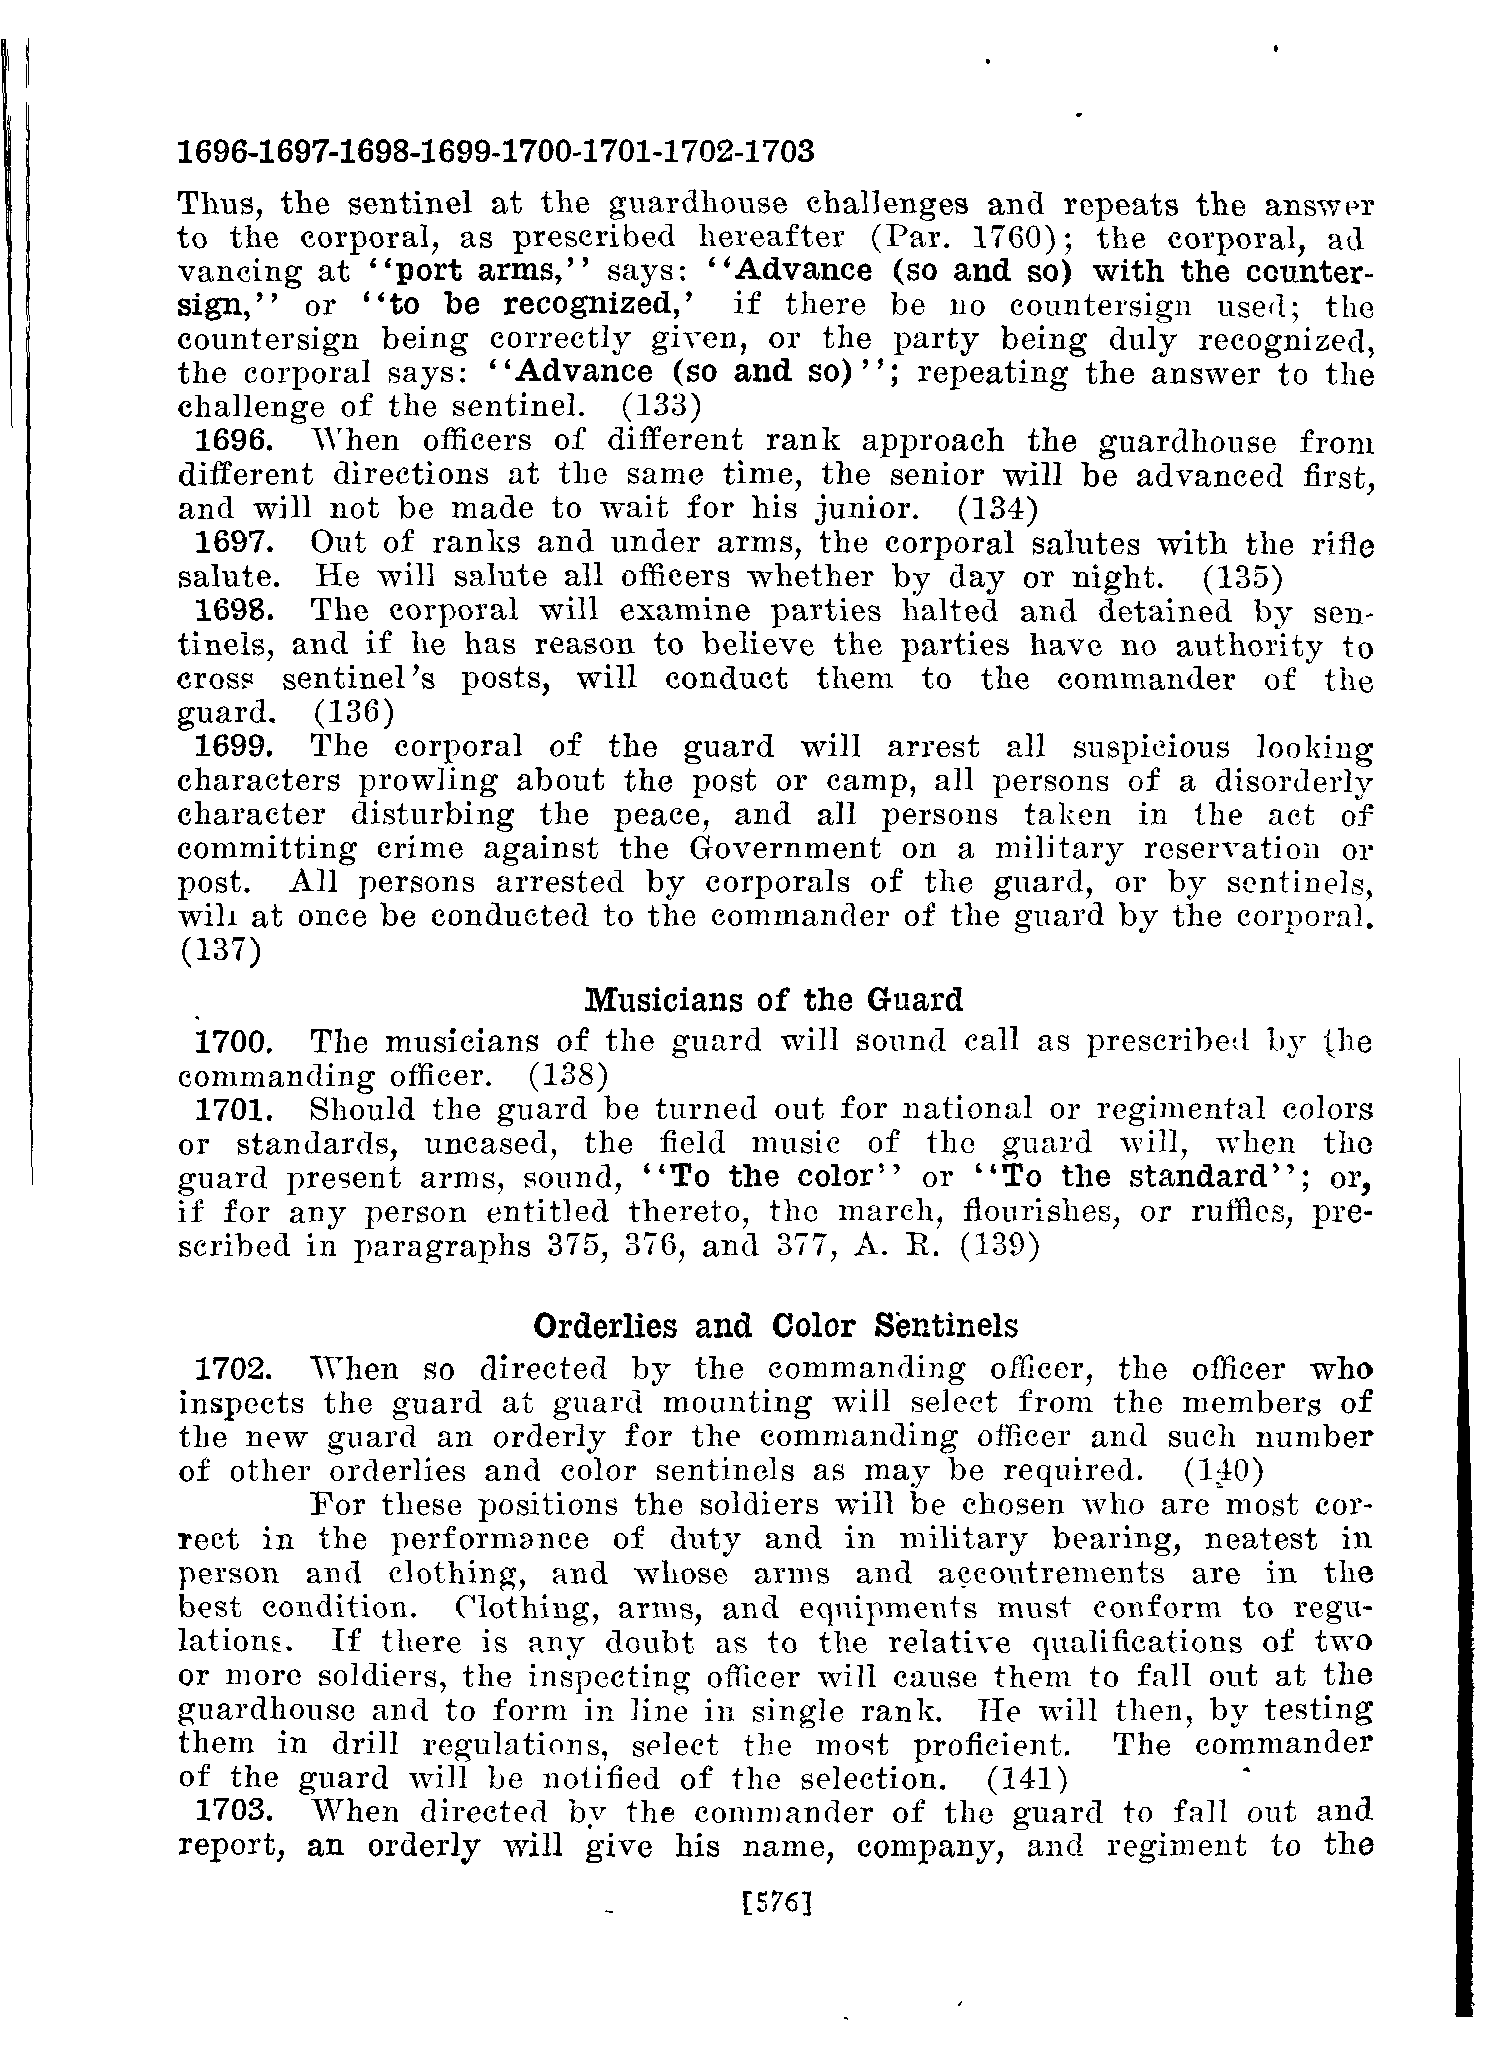 1696-1697-1698-1699-1700-1701-1702-1703
Thus, the sentinel at the guardhouse challenges and repeats the answer
to the corporal, as prescribed hereafter (Par. 1760); the corporal, ad
vancing at ‘‘port arms,’’ says: ‘‘Advance (so and so) with the counter-
sign,’’ or ‘‘to be recognized,’ if there be no countersign used; the
countersign being correctly given, or the party being duly recognized,
the corporal says: ‘‘Advance (so and so)’’; repeating the answer to the
challenge of the sentinel. (133)
1696. When officers of different rank approach the guardhouse from
different directions at the same time, the senior will be advanced first,
and will not be made to wait for his junior. (134)
1697. Out of ranks and under arms, the corporal salutes with the rifle
salute. He will salute all officers whether by day or night. (135)
1698. The corporal will examine parties halted and detained by sen-
tinels, and if he has reason to believe the parties have no authority to
cross sentinel's posts, will conduct them to the commander of the
guard. (136)
1699. The corporal of the guard will arrest all suspicious looking
characters prowling about the post or camp, all persons of a disorderly
character disturbing the peace, and all persons taken in the act of
committing crime against the Government on a military reservation or
post. All persons arrested by corporals of the guard, or by sentinels,
will at once be conducted to the commander of the guard by the corporal.
(137)
Musicians of the Guard
1700. The musicians of the guard will sound call as prescribed by the
commanding officer. (138)
1701. Should the guard be turned out for national or regimental colors
or standards, uncased, the field music of the guard will, when the
guard present arms, sound, ‘‘To the color’’ or ‘‘To the standard’’; or,
if for any person entitled thereto, the march, flourishes, or ruffles, pre-
scribed in paragraphs 375, 376, and 377, A. R. (139)
Orderlies and Color Sentinels
1702. When so directed by the commanding officer, the officer who
inspects the guard at guard mounting will select from the members of
the new guard an orderly for the commanding officer and such number
of other orderlies and color sentinels as may be required. (140)
For these positions the soldiers will be chosen who are most cor-
rect in the performance of duty and in military bearing, neatest in
person and clothing, and whose arms and accoutrements are in the
best condition. Clothing, arms, and equipments must conform to regu-
lations. If there is any doubt as to the relative qualifications of two
or more soldiers, the inspecting officer will cause them to fall out at the
guardhouse and to form in line in single rank. He will then, by testing
them in drill regulations, select the most proficient. The commander
of the guard will be notified of the selection. (141)
1703. When directed by the commander of the guard to fall out and
report, an orderly will give his name, company, and regiment to the
[576]